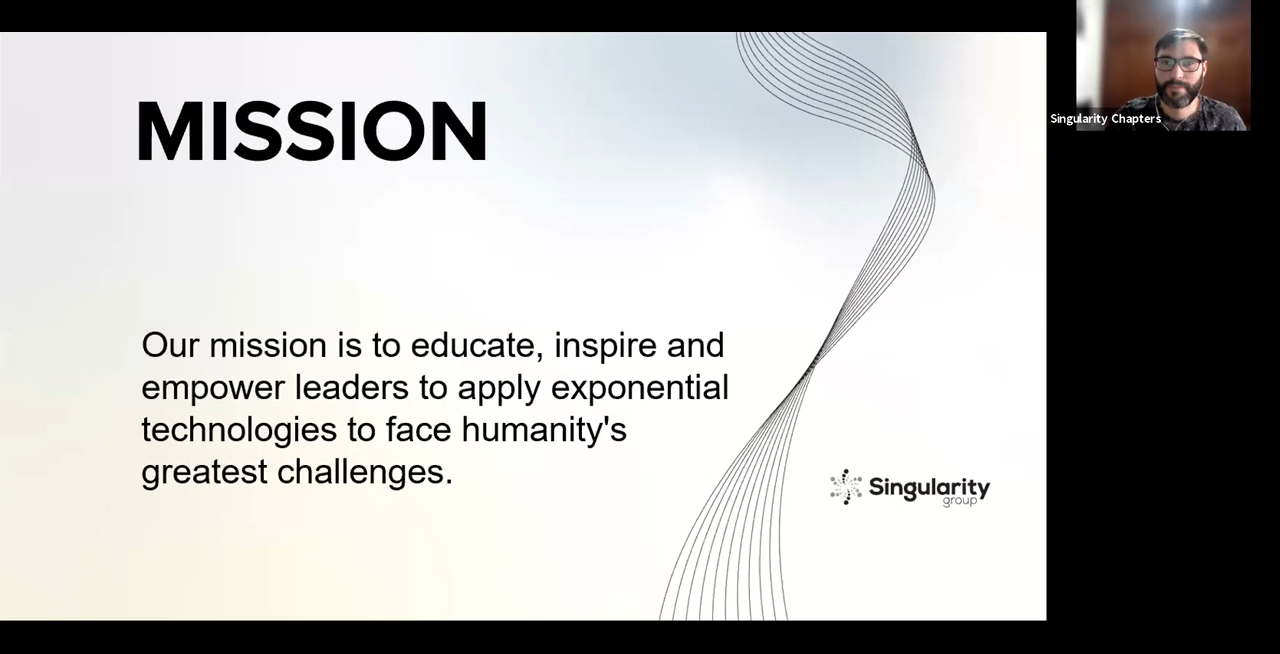 MISSION
Our mission is to educate, inspire and
empower leaders to apply exponential
technologies to face humanity's
greatest challenges.
Singularity
group
Singularity Chapters